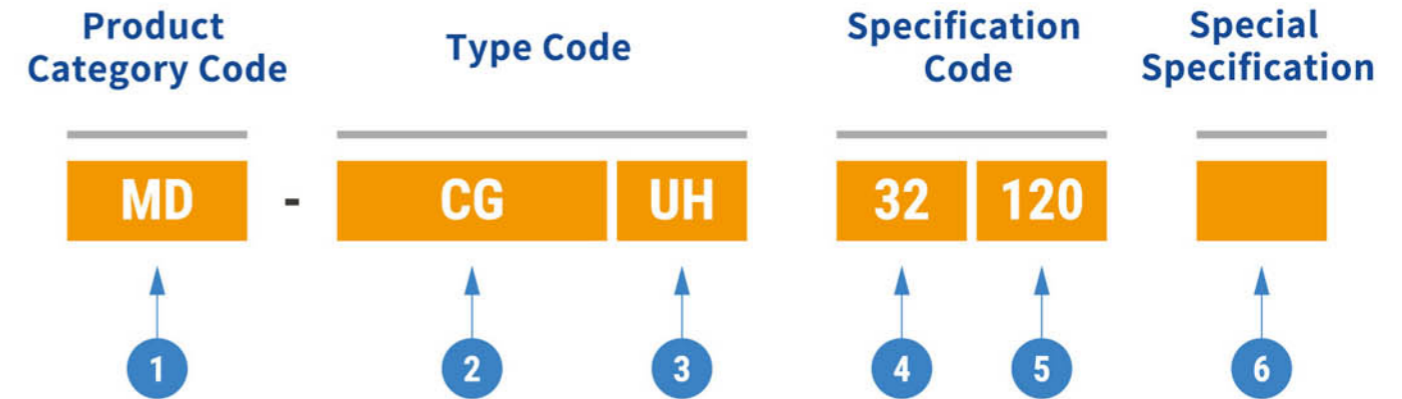 Product
Category Code
Type Code
Specification
Code
Special
Specification
MD - CG UH 32 120
1 2 3 4 5 6